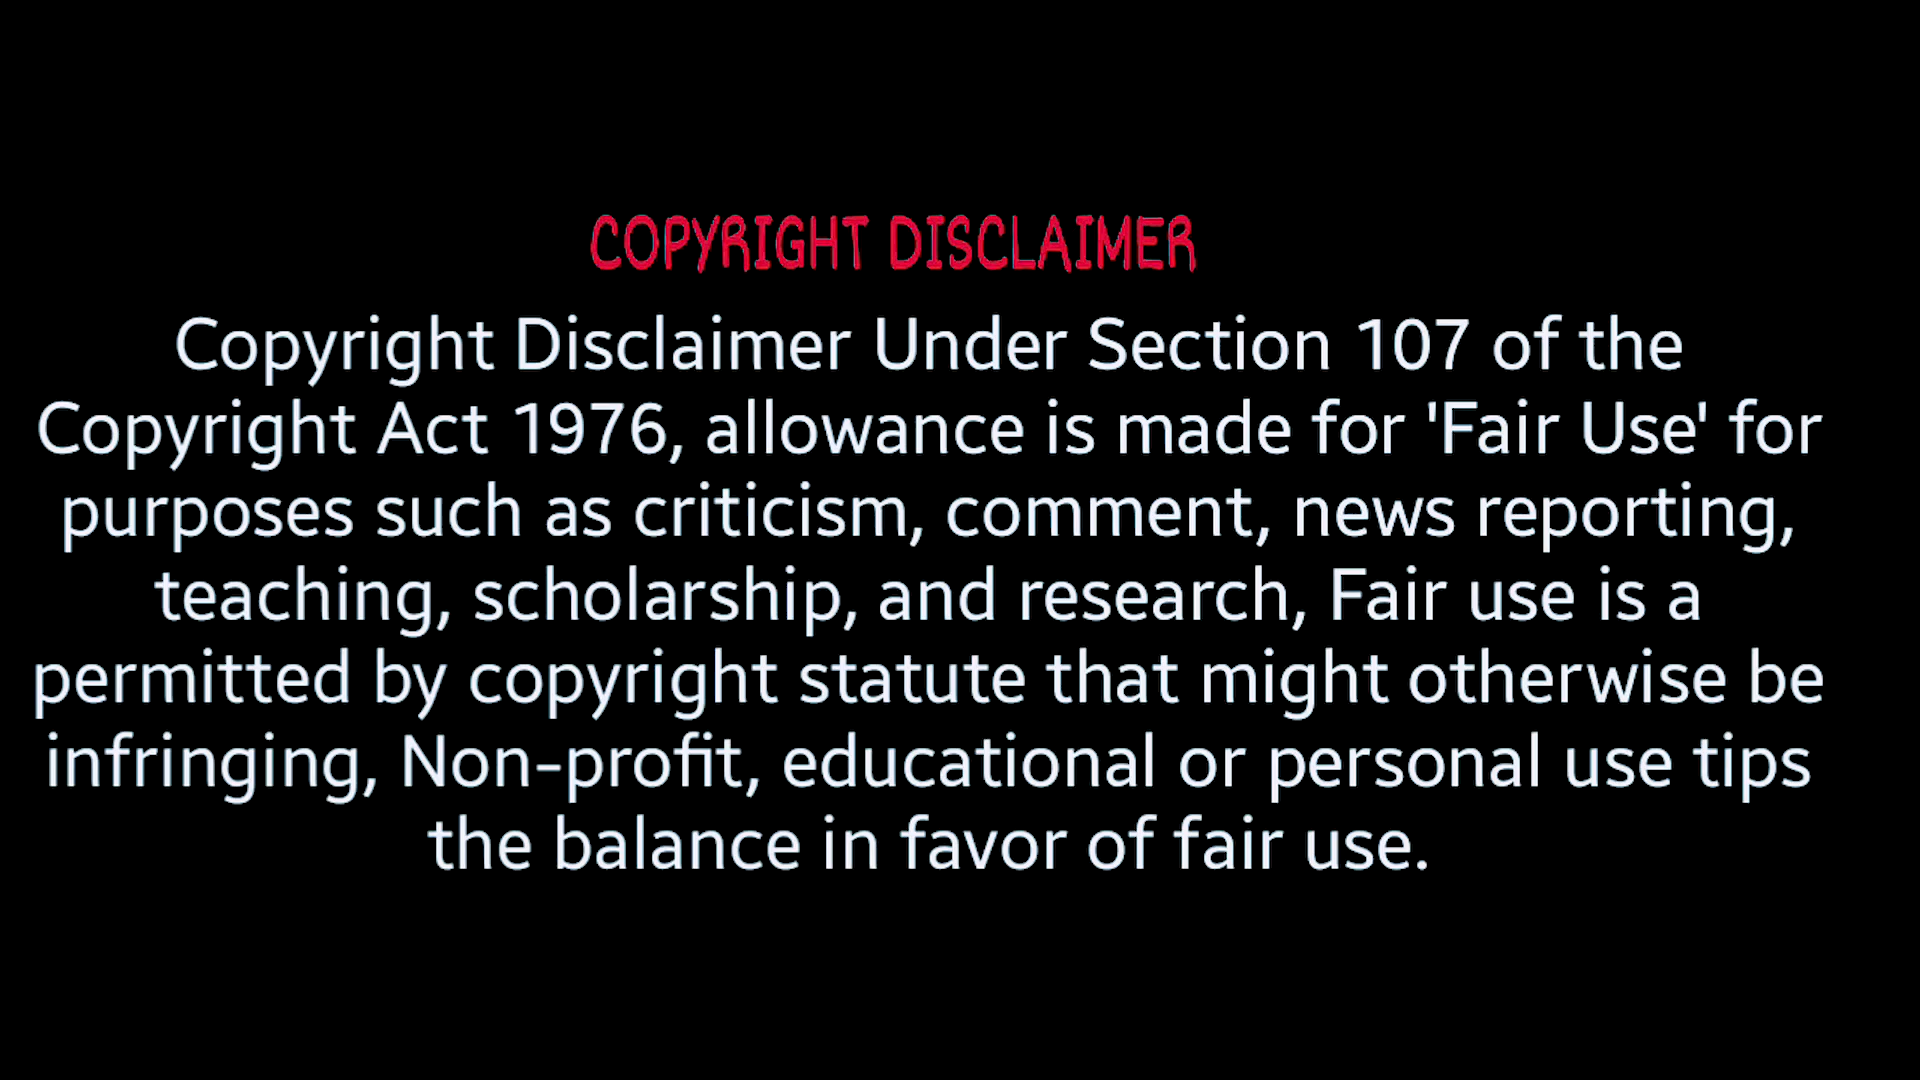 COPYRIGHT DISCLAIMER
Copyright Disclaimer Under Section 107 of the
Copyright Act 1976, allowance is made for 'Fair Use' for
purposes such as criticism, comment, news reporting,
teaching, scholarship, and research, Fair use is a
permitted by copyright statute that might otherwise be
infringing, Non-profit, educational or personal use tips
the balance in favor of fair use.